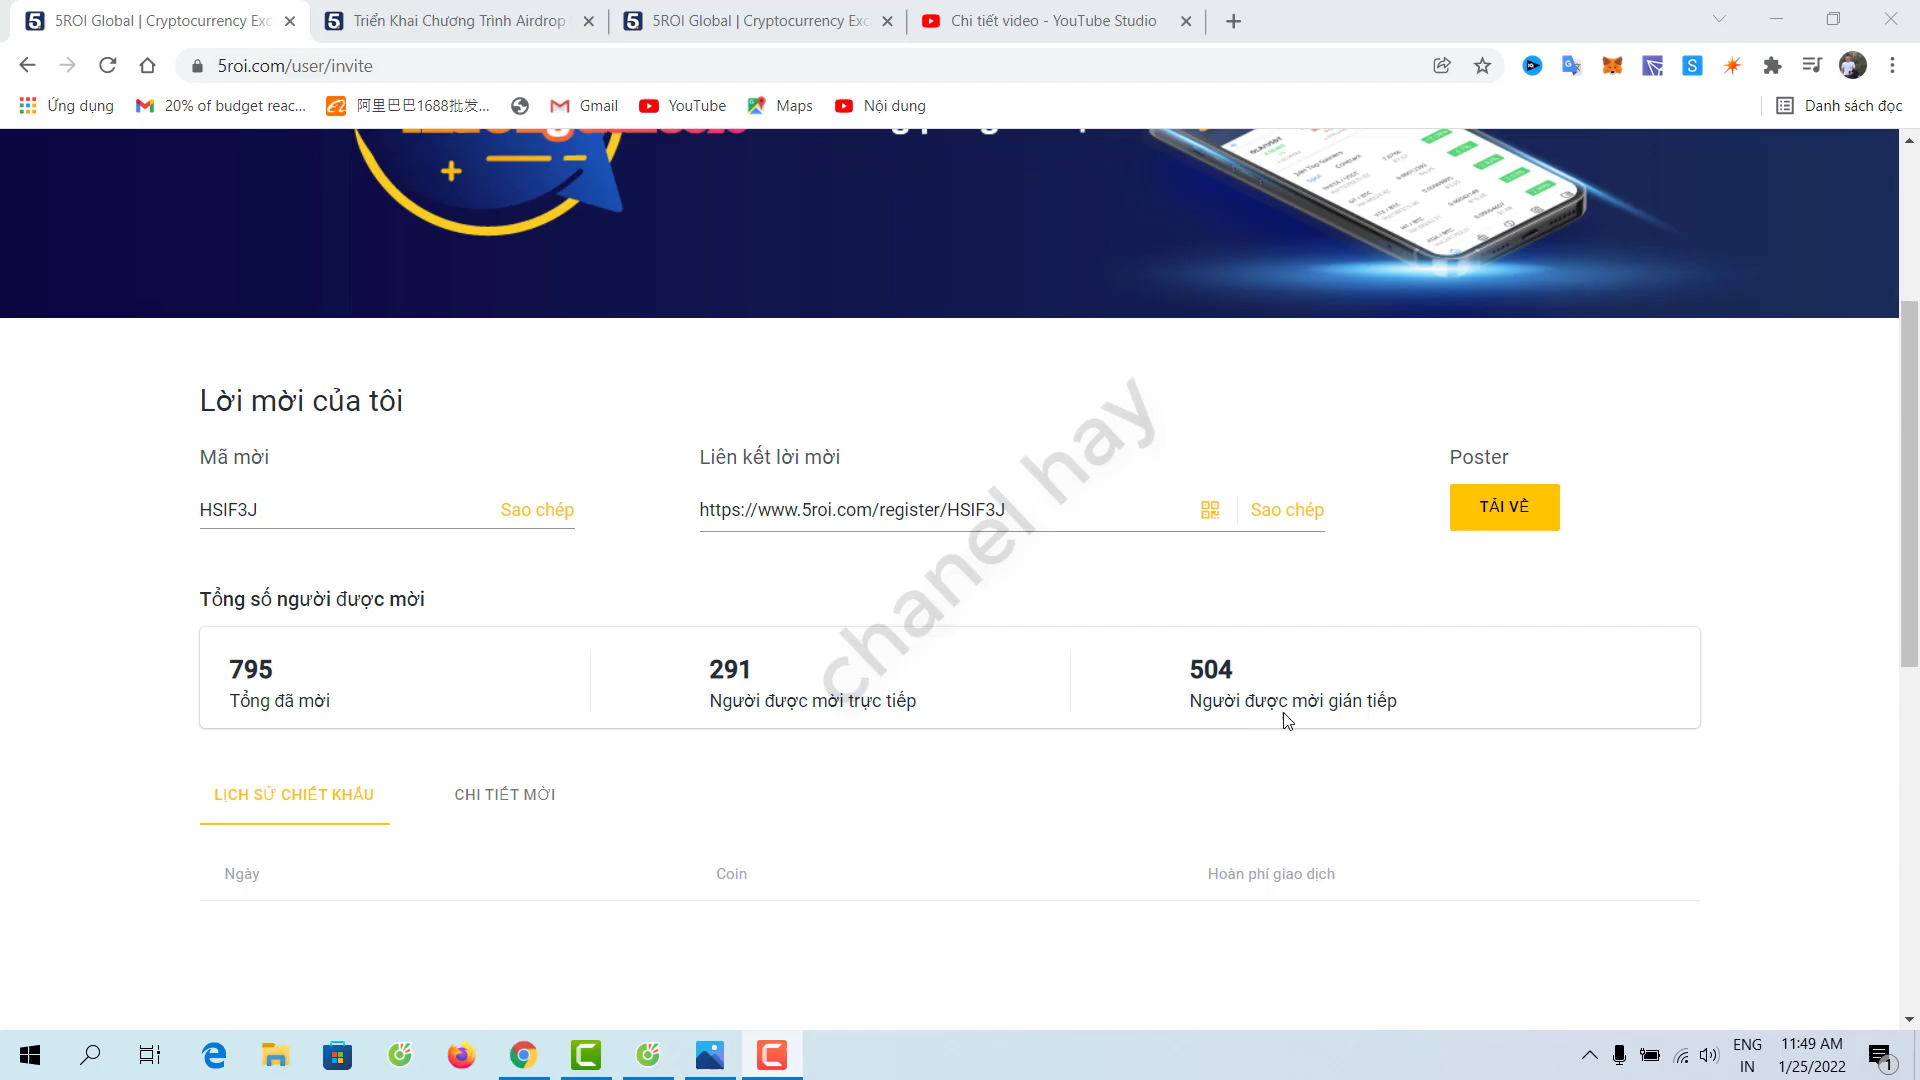 5ROI Global | Cryptocurrency Exc
Triển Khai Chương Trình Airdrop
5ROI Global | Cryptocurrency Exc
Chi tiết video - YouTube Studio
5roi.com/user/invite
Ứng dụng
20% of budget reac...
阿里巴巴1688批发...
Gmail
YouTube
Maps
Nội dung
Danh sách đọc
Lời mời của tôi
Mã mời
Liên kết lời mời
Poster
HSIF3J
Sao chép
https://www.5roi.com/register/HSIF3J
Sao chép
TẢI VỀ
chanel hay
Tổng số người được mời
795
291
504
Tổng đã mời
Người được mời trực tiếp
Người được mời gián tiếp
LỊCH SỬ CHIẾT KHẤU
CHI TIẾT MỜI
Ngày
Coin
Hoàn phí giao dịch
ENG
IN
11:49 AM
1/25/2022
1